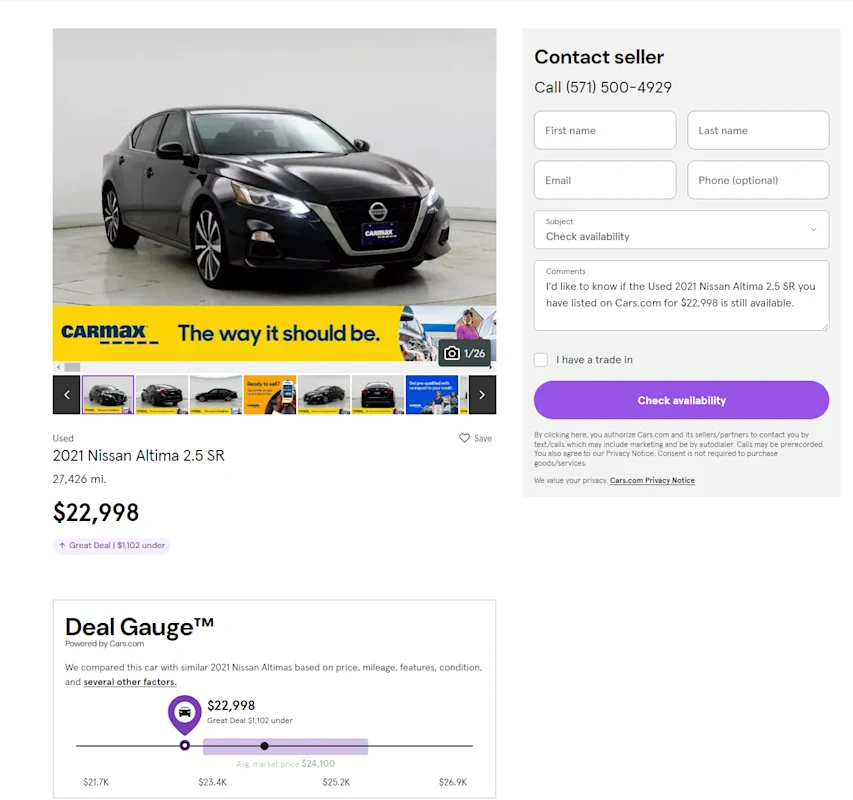 CARMAX
CARMAX The way it should be.
1/26
Ready to sell?
Used
Save
2021 Nissan Altima 2.5 SR
27,426 mi.
$22,998
Great Deal | $1,102 under
Deal Gauge™
Powered by Cars.com
We compared this car with similar 2021 Nissan Altimas based on price, mileage, features, condition,
and several other factors.
$22,998
Great Deal $1,102 under
Avg. market price $24,100
$21.7K $23.4K $25.2K $26.9K
Contact seller
Call (571) 500-4929
First name Last name
Email Phone (optional)
Subject
Check availability
Comments
I'd like to know if the Used 2021 Nissan Altima 2.5 SR you
have listed on Cars.com for $22,998 is still available.
I have a trade in
Check availability
By clicking here, you authorize Cars.com and its sellers/partners to contact you by
text/calls which may include marketing and be by autodialer. Calls may be prerecorded.
You also agree to our Privacy Notice. Consent is not required to purchase
goods/services.
We value your privacy. Cars.com Privacy Notice